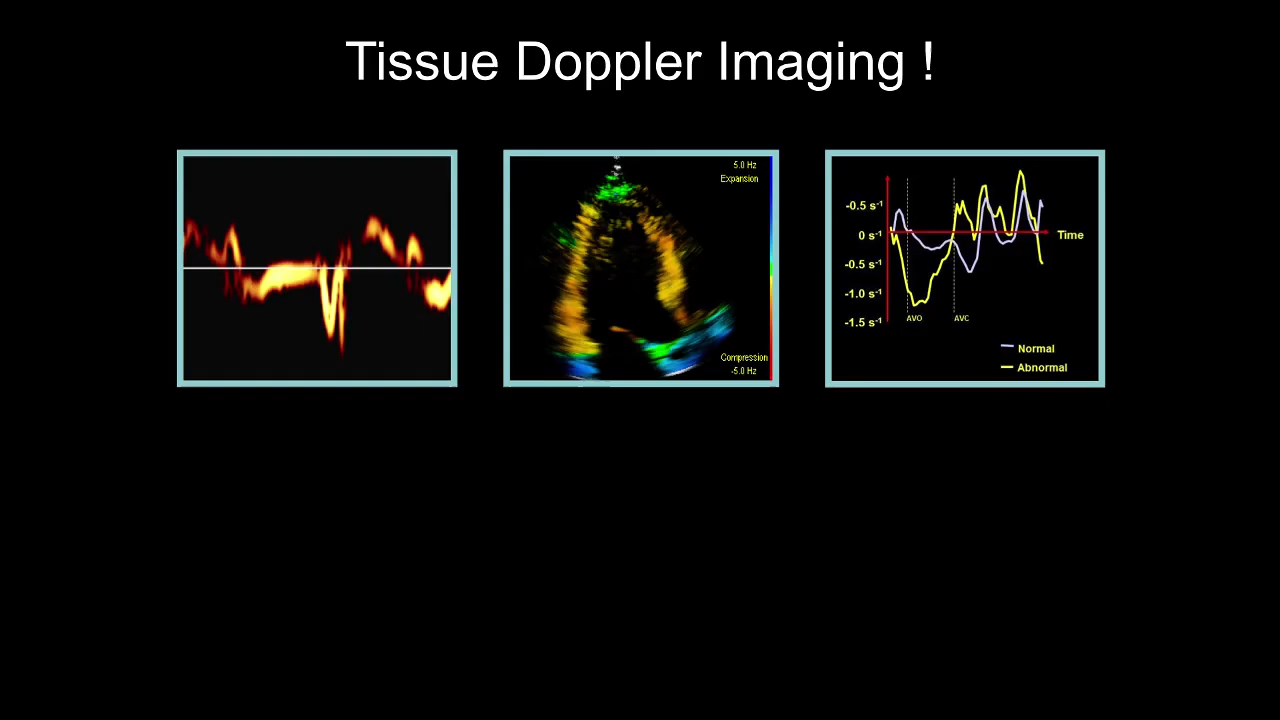 Tissue Doppler Imaging !
5.0 Hz
Expansion
Compression
-5.0 Hz
-0.5 s-1
0 s-1
-0.5 s-1
-1.0 s-1
-1.5 s-1
Time
AVO
AVC
Normal
Abnormal